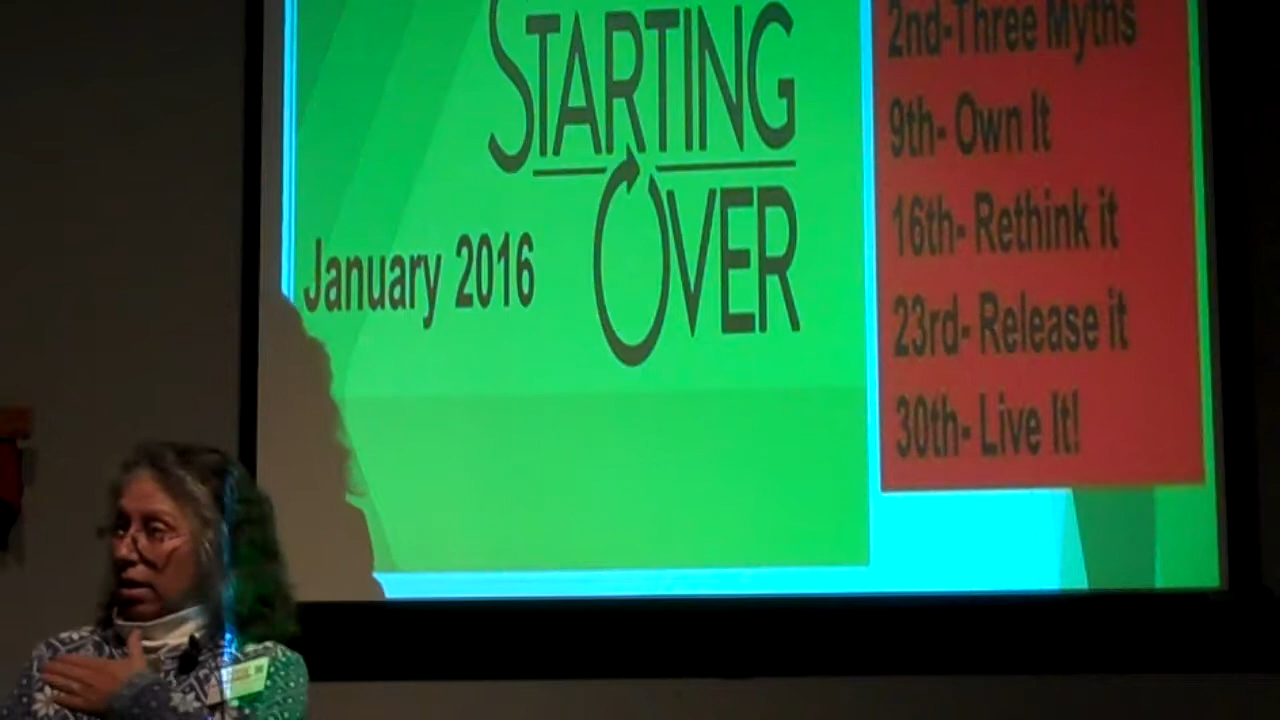 STARTING
OVER
January 2016
2nd-Three Myths
9th- Own It
16th- Rethink it
23rd- Release it
30th- Live It!